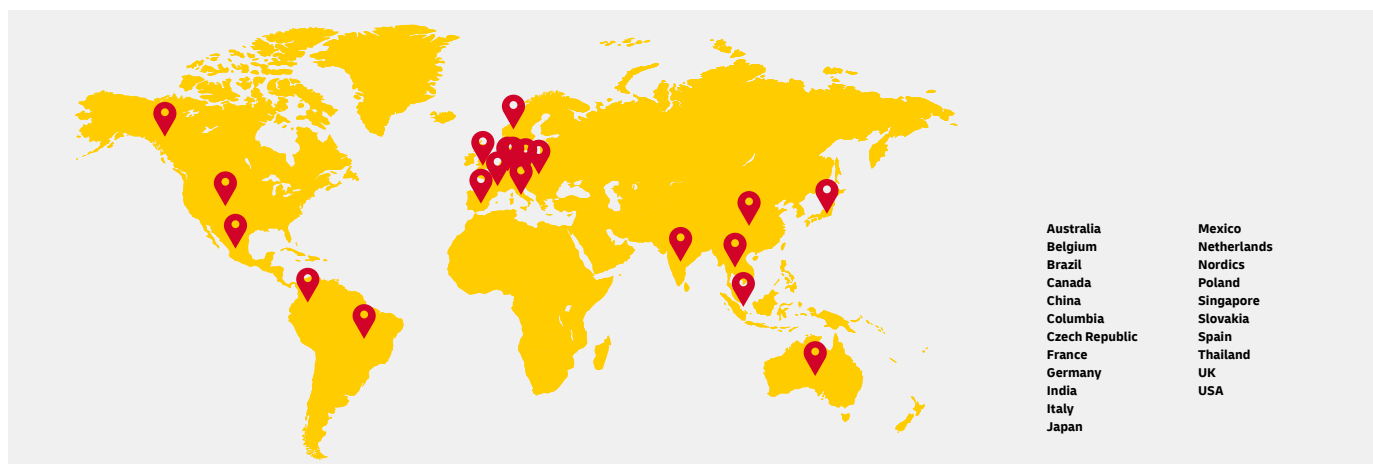 Australia
Belgium
Brazil
Canada
China
Columbia
Czech Republic
France
Germany
India
Italy
Japan
Mexico
Netherlands
Nordics
Poland
Singapore
Slovakia
Spain
Thailand
UK
USA